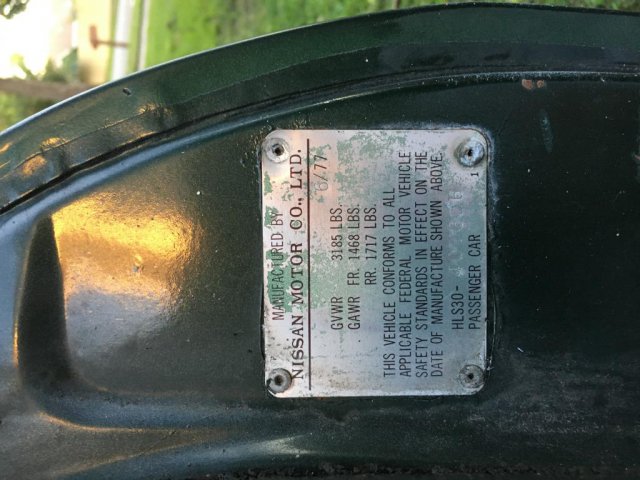 MANUFACTURED BY
NISSAN MOTOR CO., LTD.
6/77
GVWR 3185 LBS.
GAWR FR. 1468 LBS.
RR. 1717 LBS.
THIS VEHICLE CONFORMS TO ALL
APPLICABLE FEDERAL MOTOR VEHICLE
SAFETY STANDARDS IN EFFECT ON THE
DATE OF MANUFACTURE SHOWN ABOVE.
HLS30-
PASSENGER CAR
1